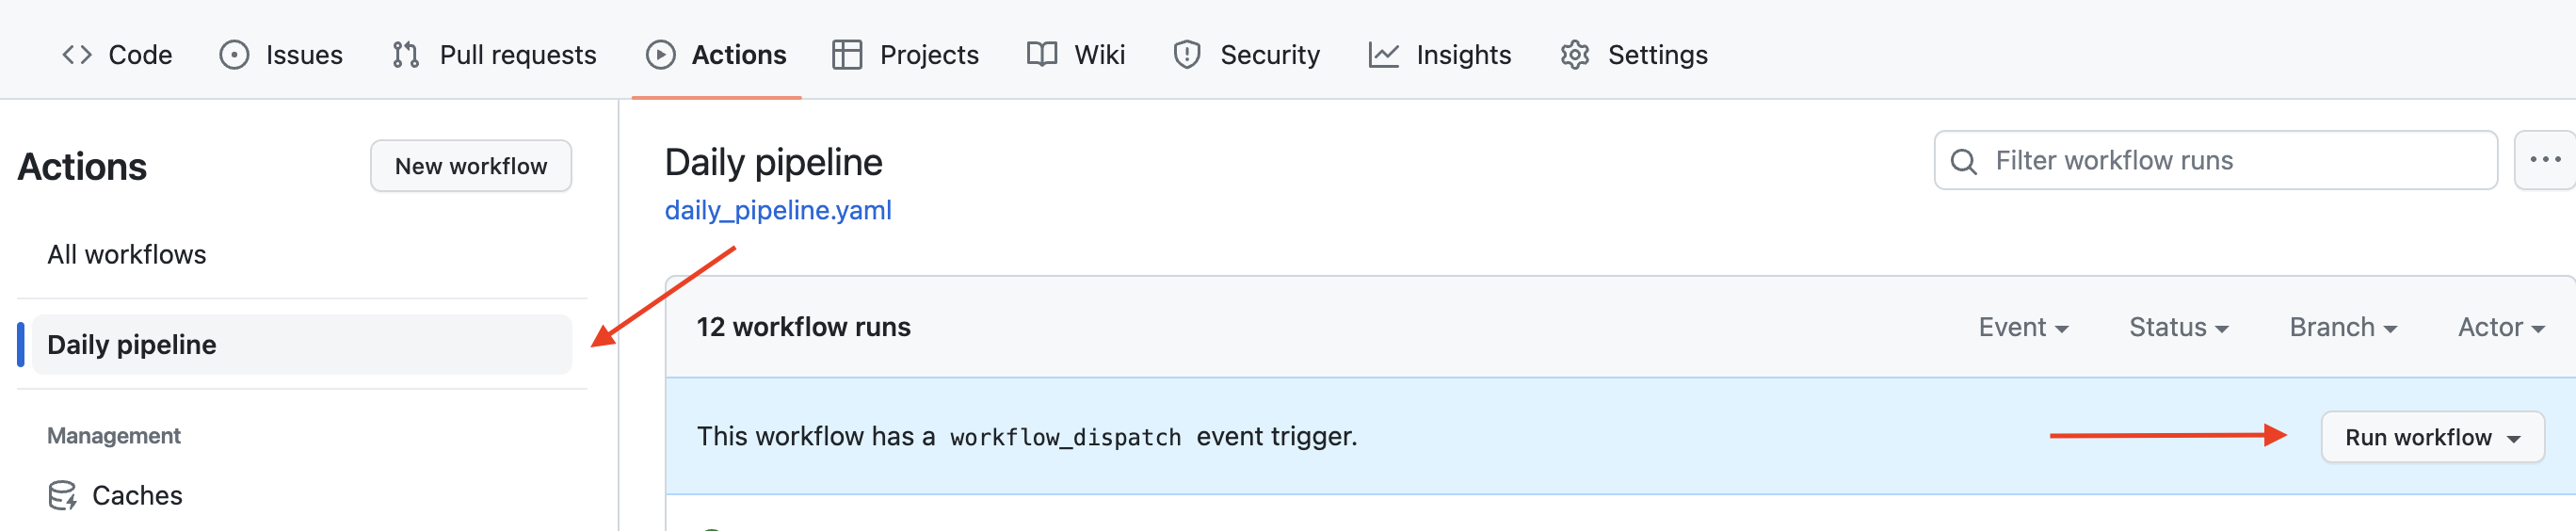 Code Issues Pull requests Actions Projects Wiki Security Insights Settings
Actions New workflow
All workflows
Daily pipeline
Management
Caches
Daily pipeline
daily_pipeline.yaml
Filter workflow runs
12 workflow runs
Event Status Branch Actor
This workflow has a workflow_dispatch event trigger.
Run workflow